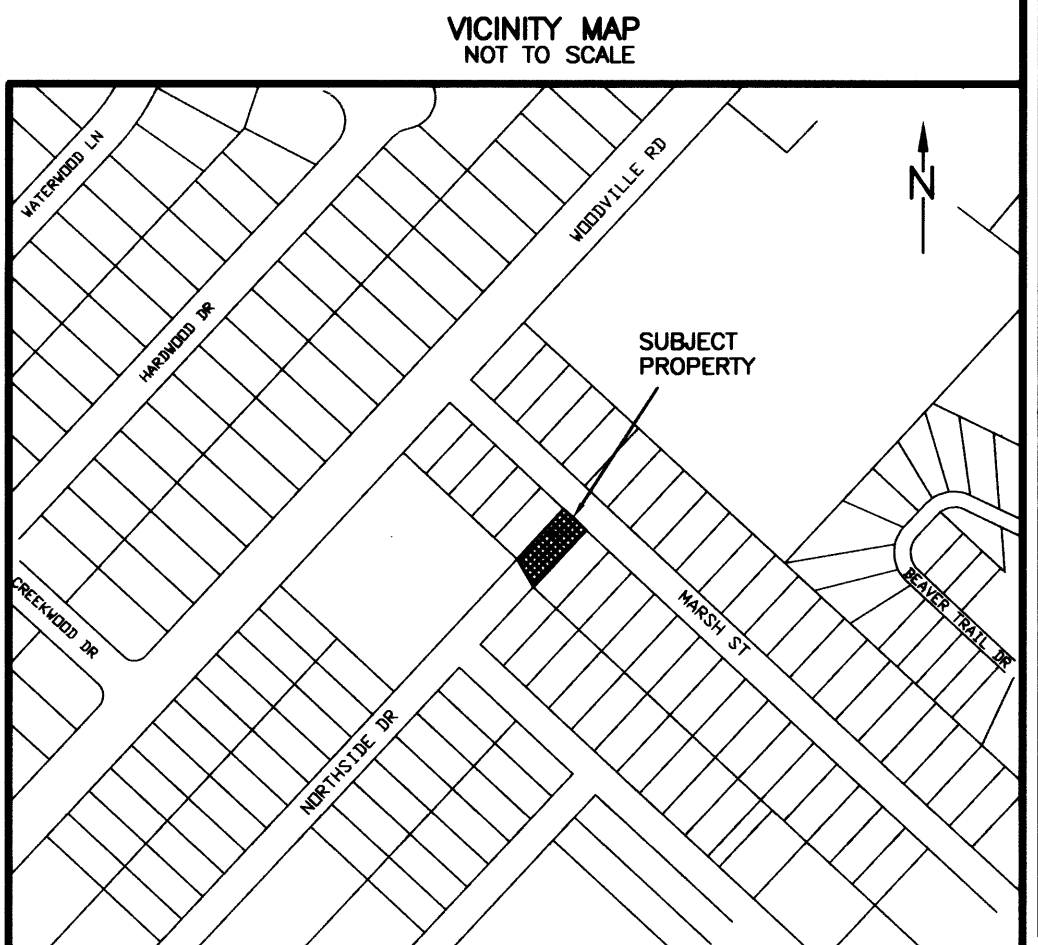 VICINITY MAP
NOT TO SCALE
WATERWOOD LN
WOODVILLE RD
N
HARDWOOD DR
SUBJECT
PROPERTY
CREEKWOOD DR
MARSH ST
BEAVER TRAIL DR
NORTHSIDE DR